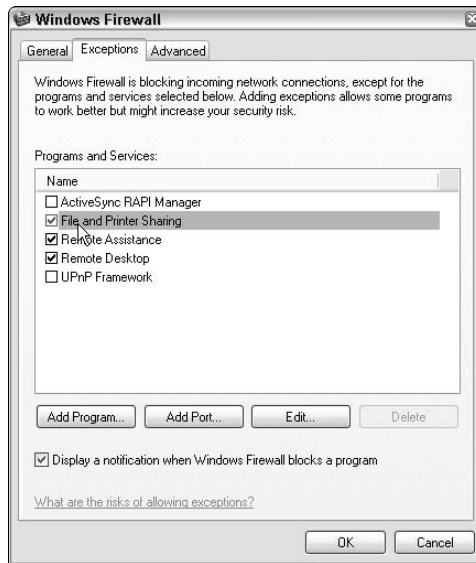 Windows Firewall
General Exceptions Advanced
Windows Firewall is blocking incoming network connections, except for the
programs and services selected below. Adding exceptions allows some programs
to work better but might increase your security risk.
Programs and Services:
Name
ActiveSync RAPI Manager
File and Printer Sharing
Remote Assistance
Remote Desktop
UPnP Framework
Add Program... Add Port... Edit... Delete
Display a notification when Windows Firewall blocks a program
What are the risks of allowing exceptions?
OK Cancel